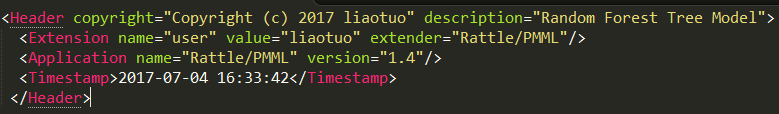 <Header copyright="Copyright (c) 2017 liaotuo" description="Random Forest Tree Model">
<Extension name="user" value="liaotuo" extender="Rattle/PMML"/>
<Application name="Rattle/PMML" version="1.4"/>
<Timestamp>2017-07-04 16:33:42</Timestamp>
</Header>